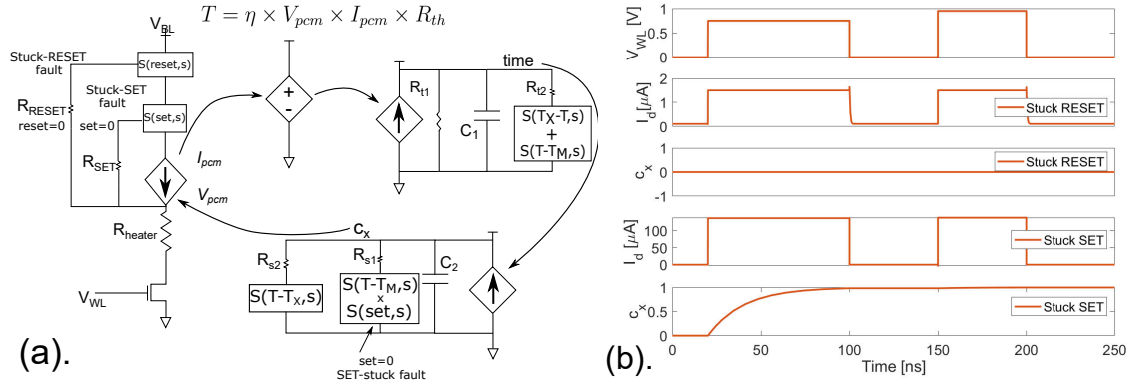 T = η × V_pcm × I_pcm × R_th
V_BL
Stuck-RESET
fault
S(reset,s)
Stuck-SET
fault
R_RESET
reset=0
set=0
S(set,s)
R_SET
I_pcm
V_pcm
R_heater
V_WL
+
-
time
R_t1
C_1
R_t2
S(T_X-T,s)
+
S(T-T_M,s)
c_x
R_s2
R_s1
C_2
S(T-T_X,s)
S(T-T_M,s)
x
S(set,s)
set=0
SET-stuck fault
(a).
V_WL [V]
1
0.5
0
I_d [μA]
2
1
0
Stuck RESET
c_x
1
0
-1
Stuck RESET
I_d [μA]
100
50
0
Stuck SET
c_x
1
0.5
0
Stuck SET
0 50 100 150 200 250
Time [ns]
(b).